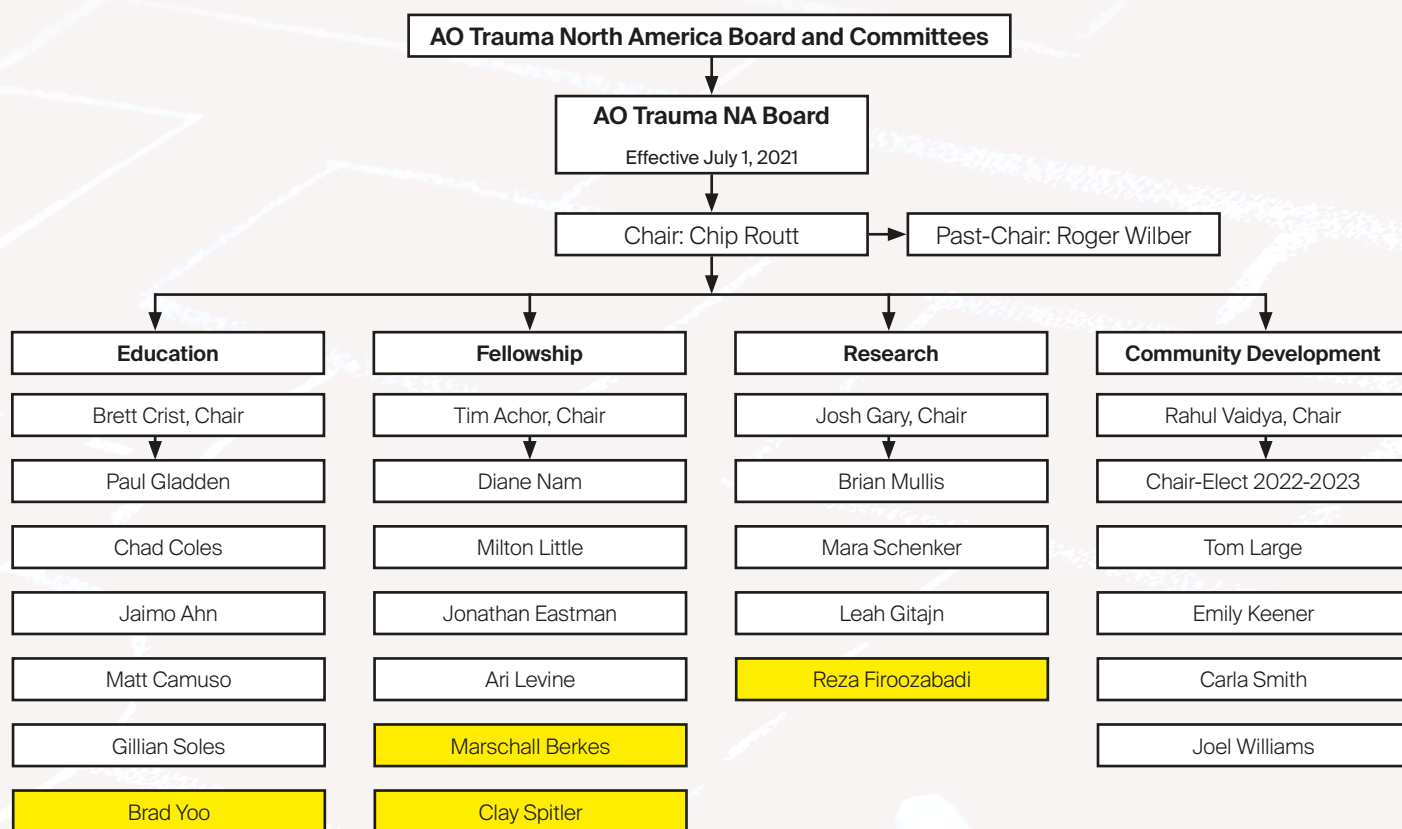 AO Trauma North America Board and Committees
AO Trauma NA Board
Effective July 1, 2021
Chair: Chip Routt
Past-Chair: Roger Wilber
Education
Brett Crist, Chair
Paul Gladden
Chad Coles
Jaimo Ahn
Matt Camuso
Gillian Soles
Brad Yoo
Fellowship
Tim Achor, Chair
Diane Nam
Milton Little
Jonathan Eastman
Ari Levine
Marschall Berkes
Clay Spitler
Research
Josh Gary, Chair
Brian Mullis
Mara Schenker
Leah Gitajn
Reza Firoozabadi
Community Development
Rahul Vaidya, Chair
Chair-Elect 2022-2023
Tom Large
Emily Keener
Carla Smith
Joel Williams